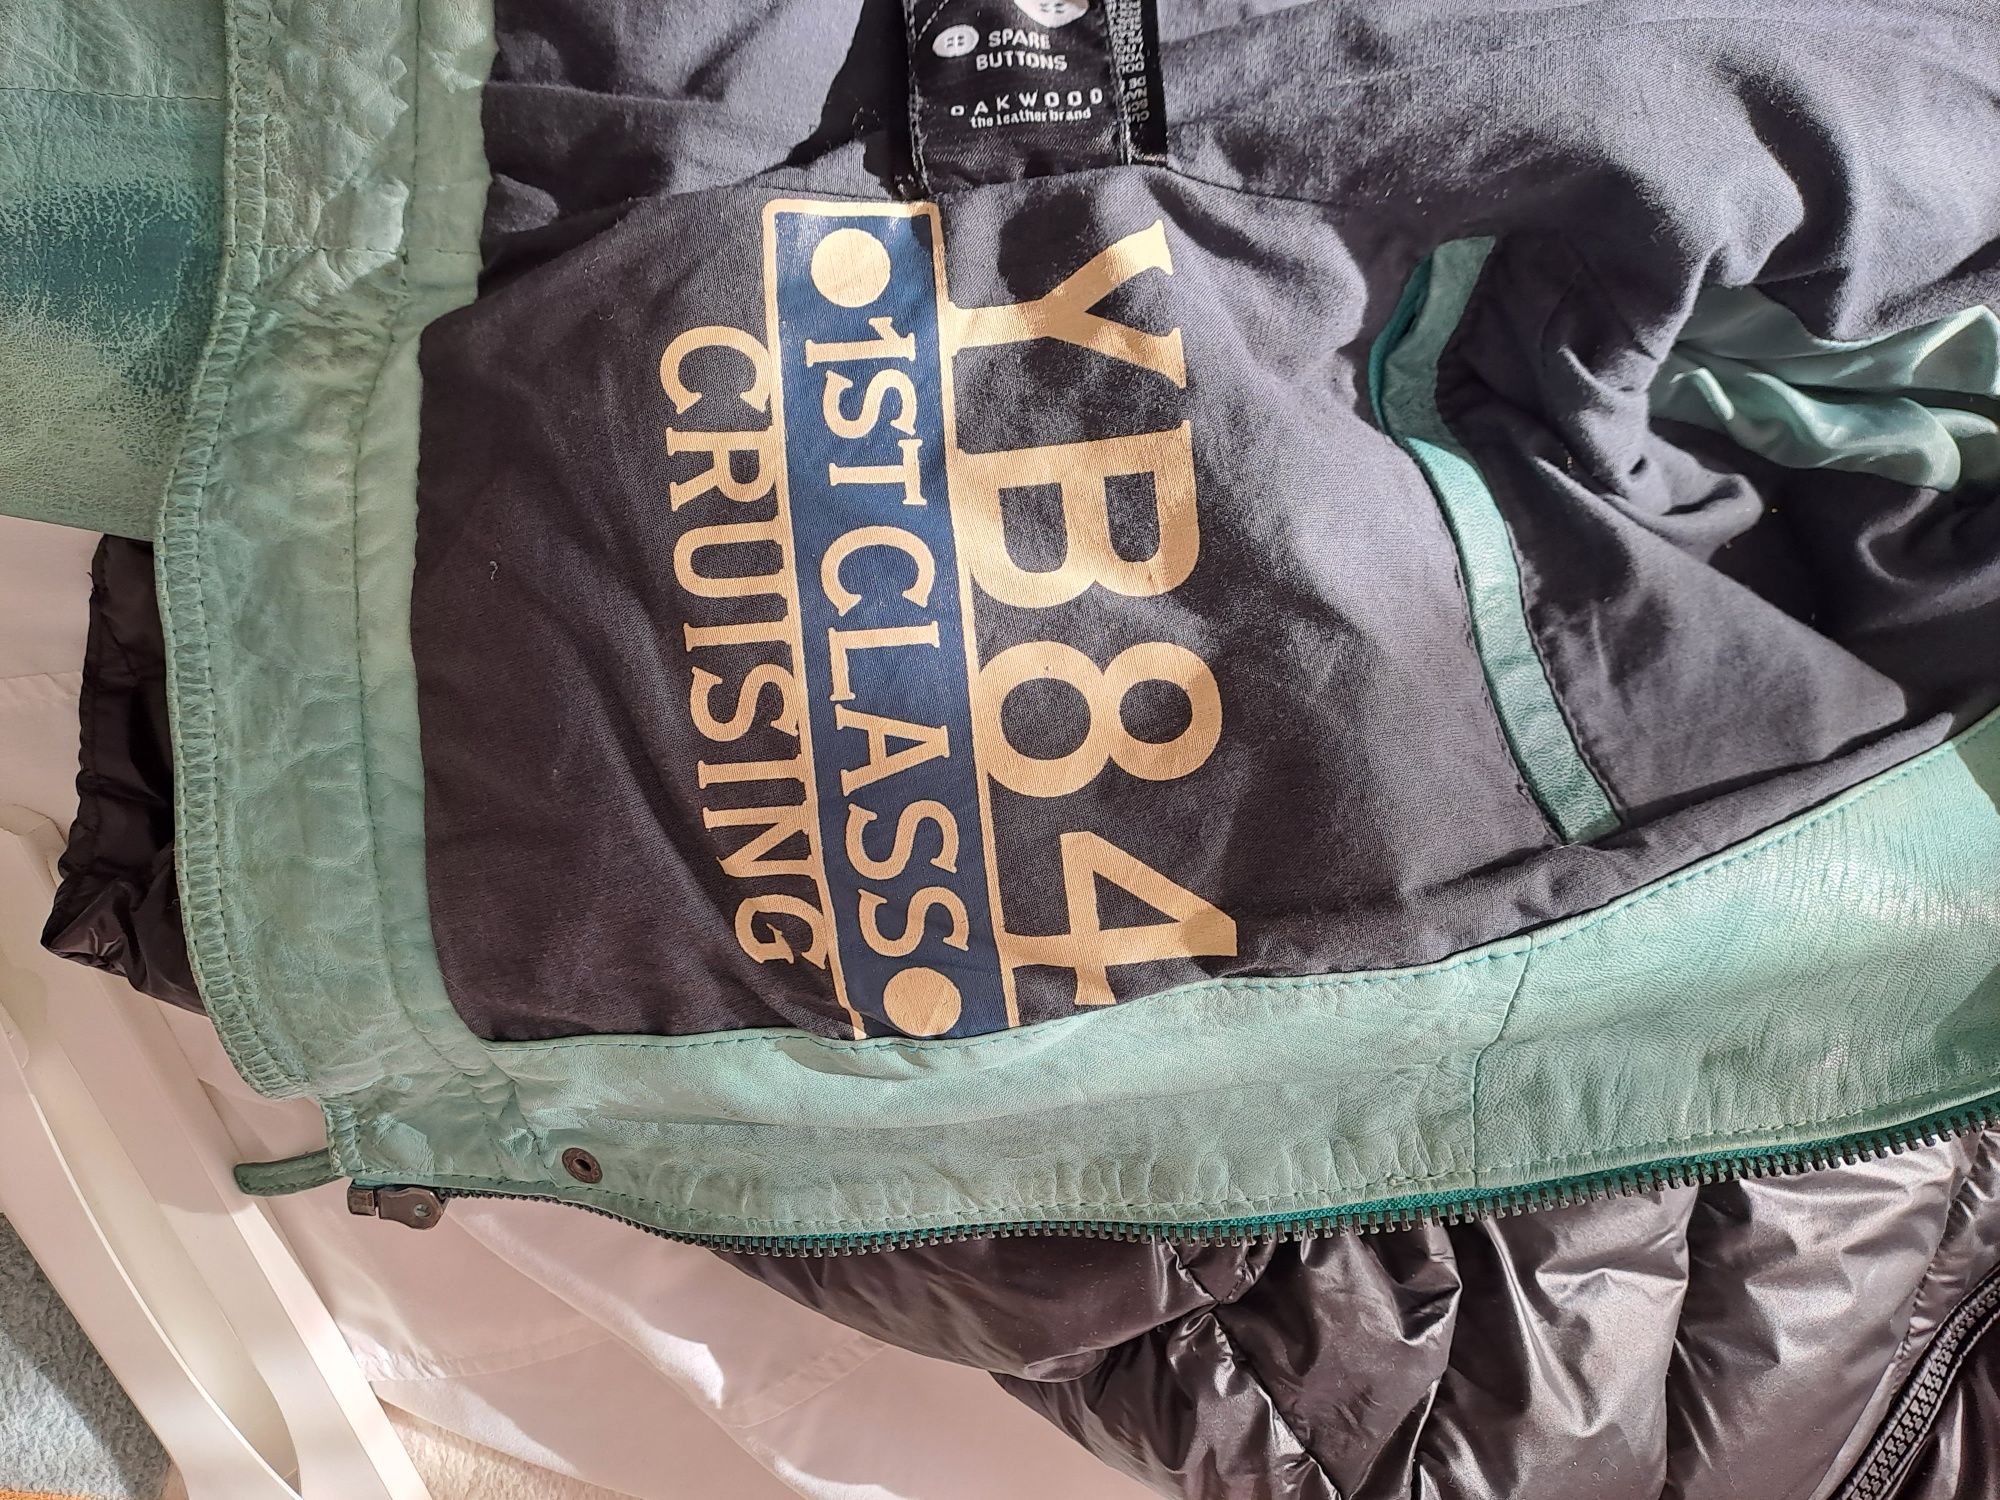 SPARE
BUTTONS
OAKWOOD
the leather brand
YB84
1ST CLASS
CRUISING